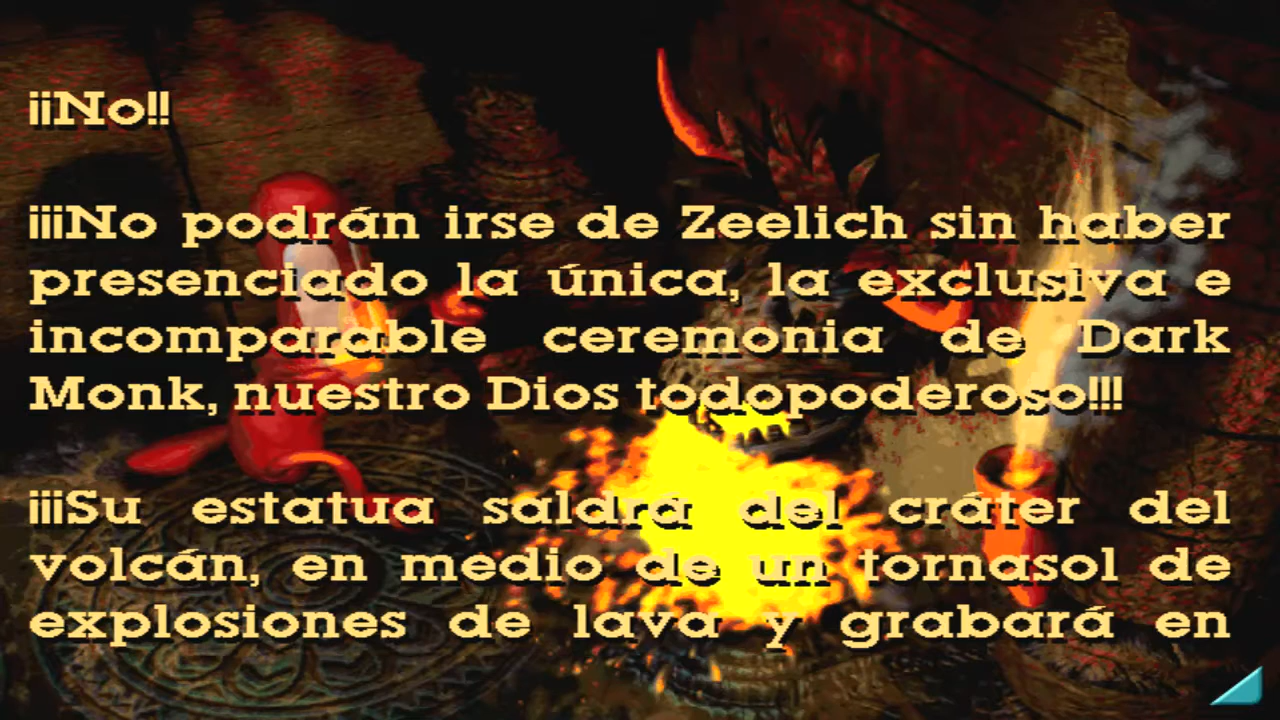 ¡¡No!!
¡¡¡No podrán irse de Zeelich sin haber
presenciado la única, la exclusiva e
incomparable ceremonia de Dark
Monk, nuestro Dios todopoderoso!!!
¡¡¡Su estatua saldrá del cráter del
volcán, en medio de un tornasol de
explosiones de lava y grabará en